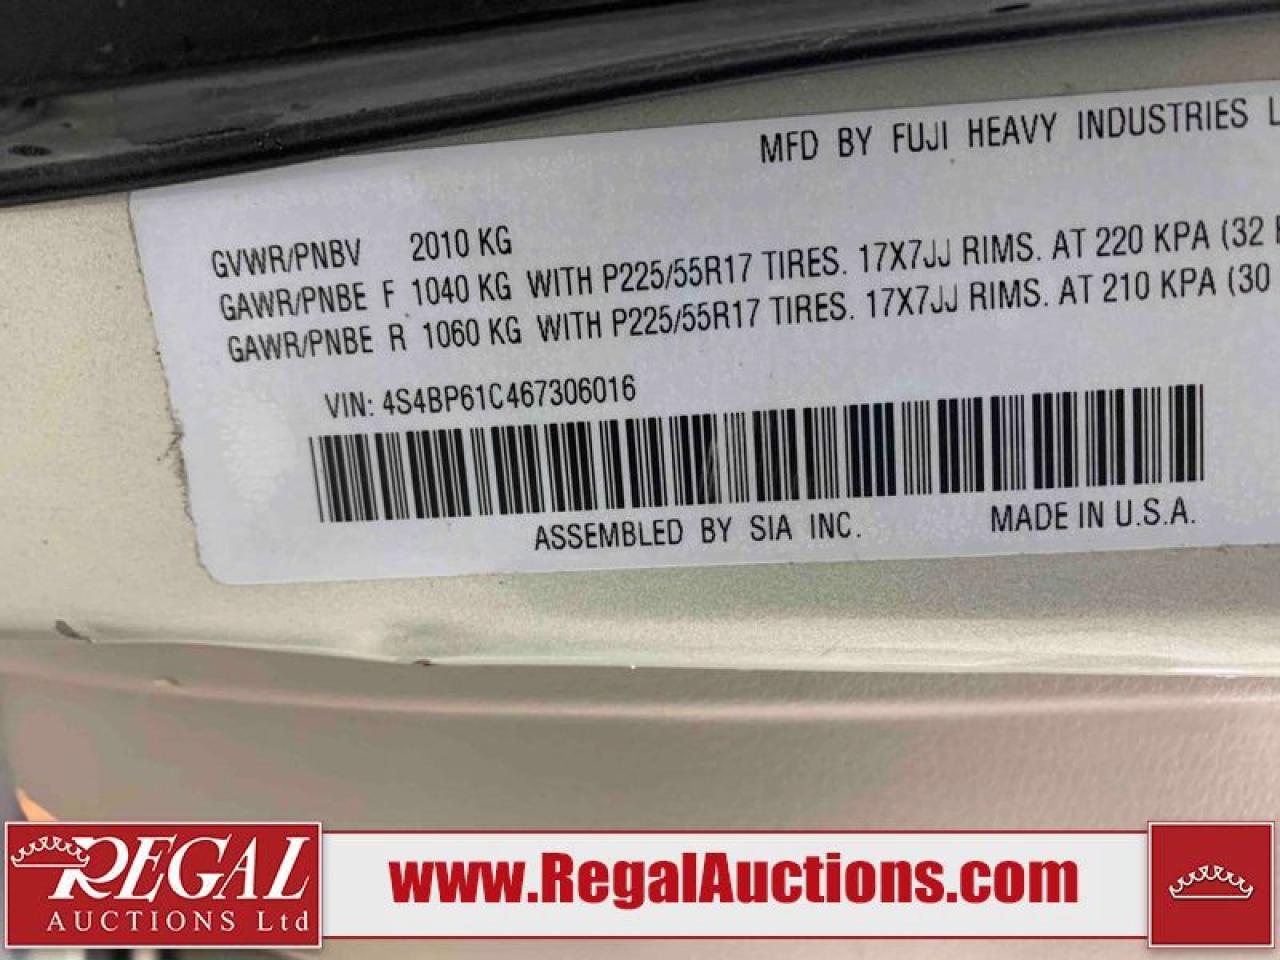 MFD BY FUJI HEAVY INDUSTRIES L
GVWR/PNBV 2010 KG
GAWR/PNBE F 1040 KG WITH P225/55R17 TIRES. 17X7JJ RIMS. AT 220 KPA (32
GAWR/PNBE R 1060 KG WITH P225/55R17 TIRES. 17X7JJ RIMS. AT 210 KPA (30
VIN: 4S4BP61C467306016
ASSEMBLED BY SIA INC. MADE IN U.S.A.
REGAL
AUCTIONS Ltd
www.RegalAuctions.com